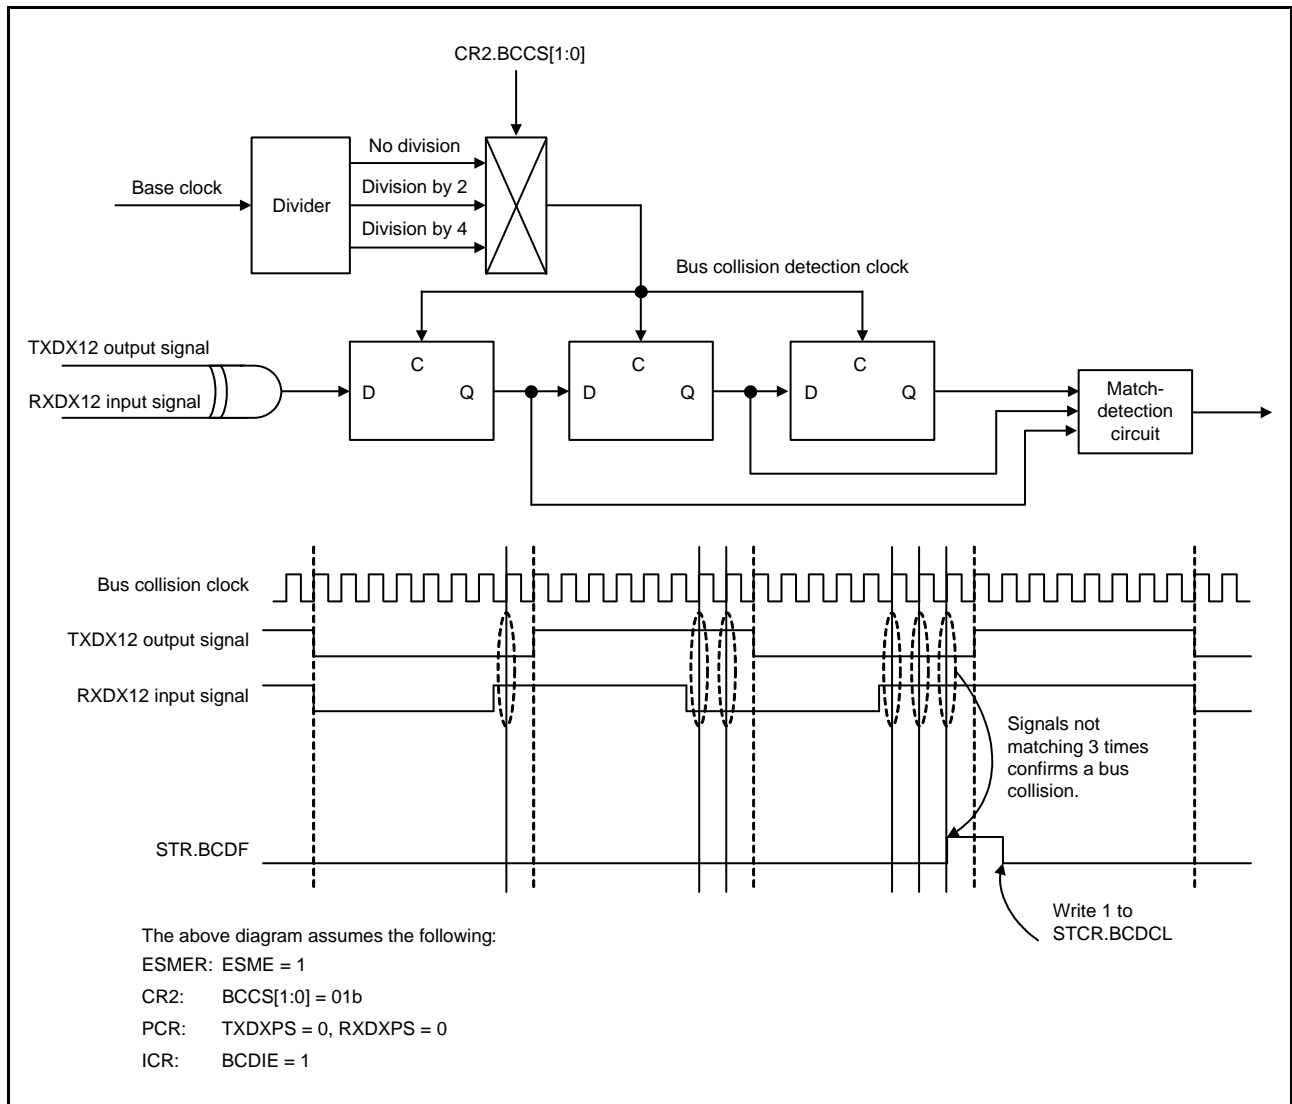 CR2.BCCS[1:0]
No division
Base clock
Divider
Division by 2
Division by 4
Bus collision detection clock
TXDX12 output signal
RXDX12 input signal
C
D
Q
C
D
Q
C
D
Q
Match-
detection
circuit
Bus collision clock
TXDX12 output signal
RXDX12 input signal
Signals not
matching 3 times
confirms a bus
collision.
STR.BCDF
Write 1 to
STCR.BCDCL
The above diagram assumes the following:
ESMER: ESME = 1
CR2: BCCS[1:0] = 01b
PCR: TXDXPS = 0, RXDXPS = 0
ICR: BCDIE = 1